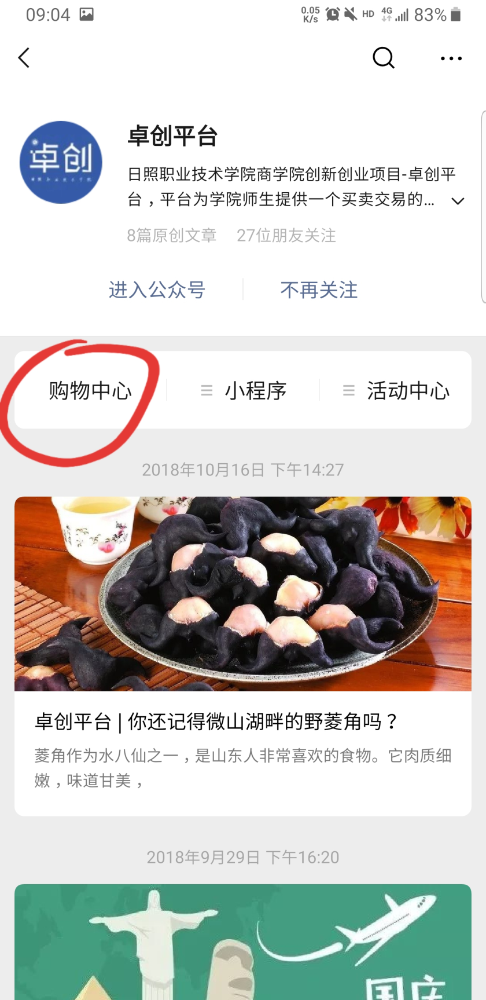 09:04
0.05 K/s HD 4G 83%
卓创
卓创平台
日照职业技术学院商学院创新创业项目-卓创平
台，平台为学院师生提供一个买卖交易的...
8篇原创文章 27位朋友关注
进入公众号 不再关注
购物中心 小程序 活动中心
2018年10月16日 下午14:27
卓创平台 | 你还记得微山湖畔的野菱角吗？
菱角作为水八仙之一，是山东人非常喜欢的食物。它肉质细
嫩，味道甘美，
2018年9月29日 下午16:20
国庆